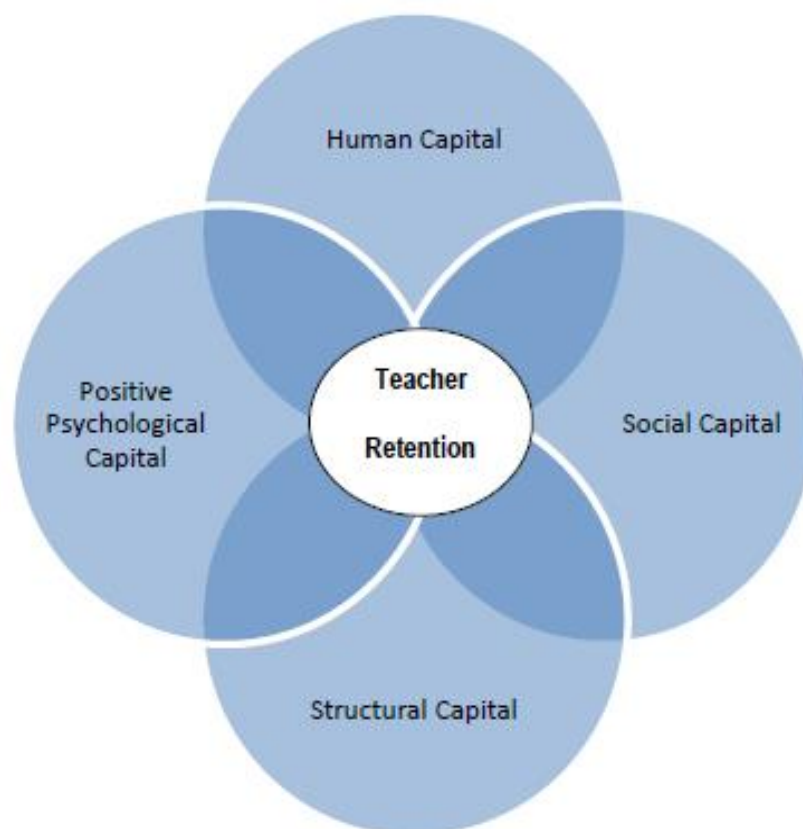 Human Capital
Positive
Psychological
Capital
Teacher
Retention
Social Capital
Structural Capital